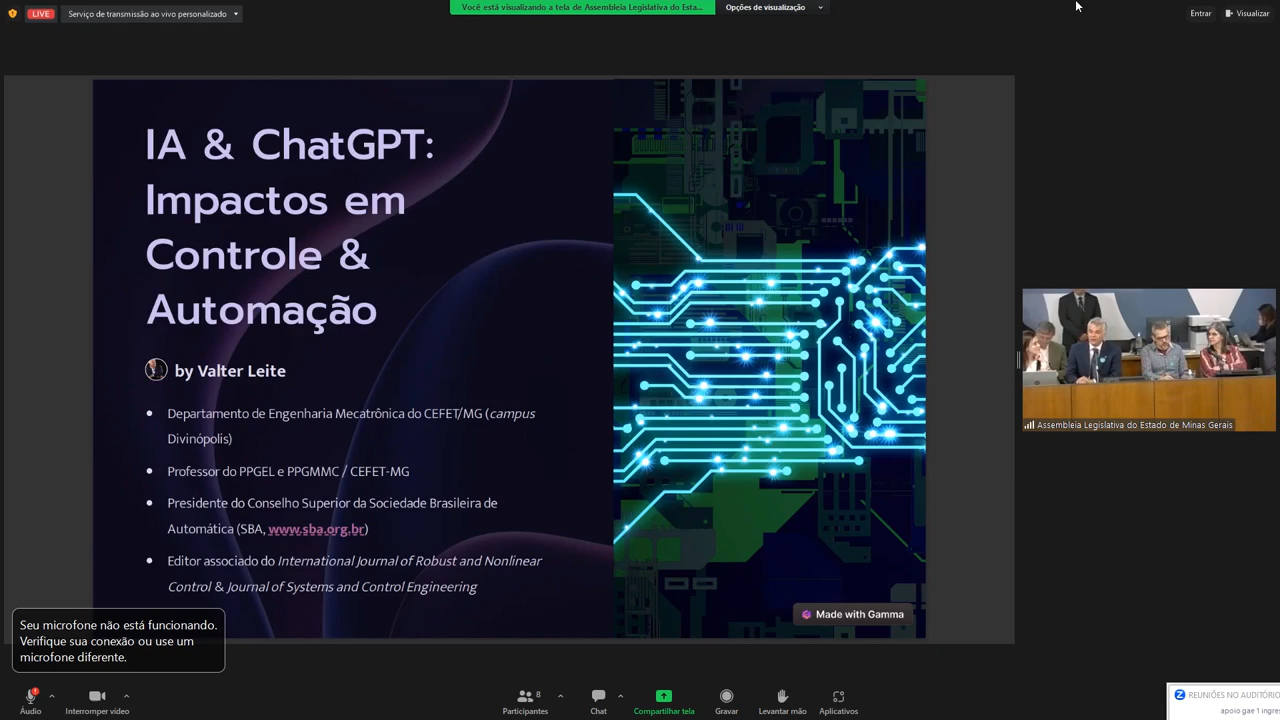 LIVE
Serviço de transmissão ao vivo personalizado
Você está visualizando a tela de Assembleia Legislativa do Esta...
Opções de visualização
Entrar
Visualizar
IA & ChatGPT:
Impactos em
Controle &
Automação
by Valter Leite
Departamento de Engenharia Mecatrônica do CEFET/MG (campus
Divinópolis)
Professor do PPGEL e PPGMMC / CEFET-MG
Presidente do Conselho Superior da Sociedade Brasileira de
Automática (SBA, www.sba.org.br)
Editor associado do International Journal of Robust and Nonlinear
Control & Journal of Systems and Control Engineering
Made with Gamma
Assembleia Legislativa do Estado de Minas Gerais
Seu microfone não está funcionando.
Verifique sua conexão ou use um
microfone diferente.
Áudio
Interromper vídeo
Participantes
8
Chat
Compartilhar tela
Gravar
Levantar mão
Aplicativos
REUNIÕES NO AUDITÓRIO
apoio gae 1 ingres